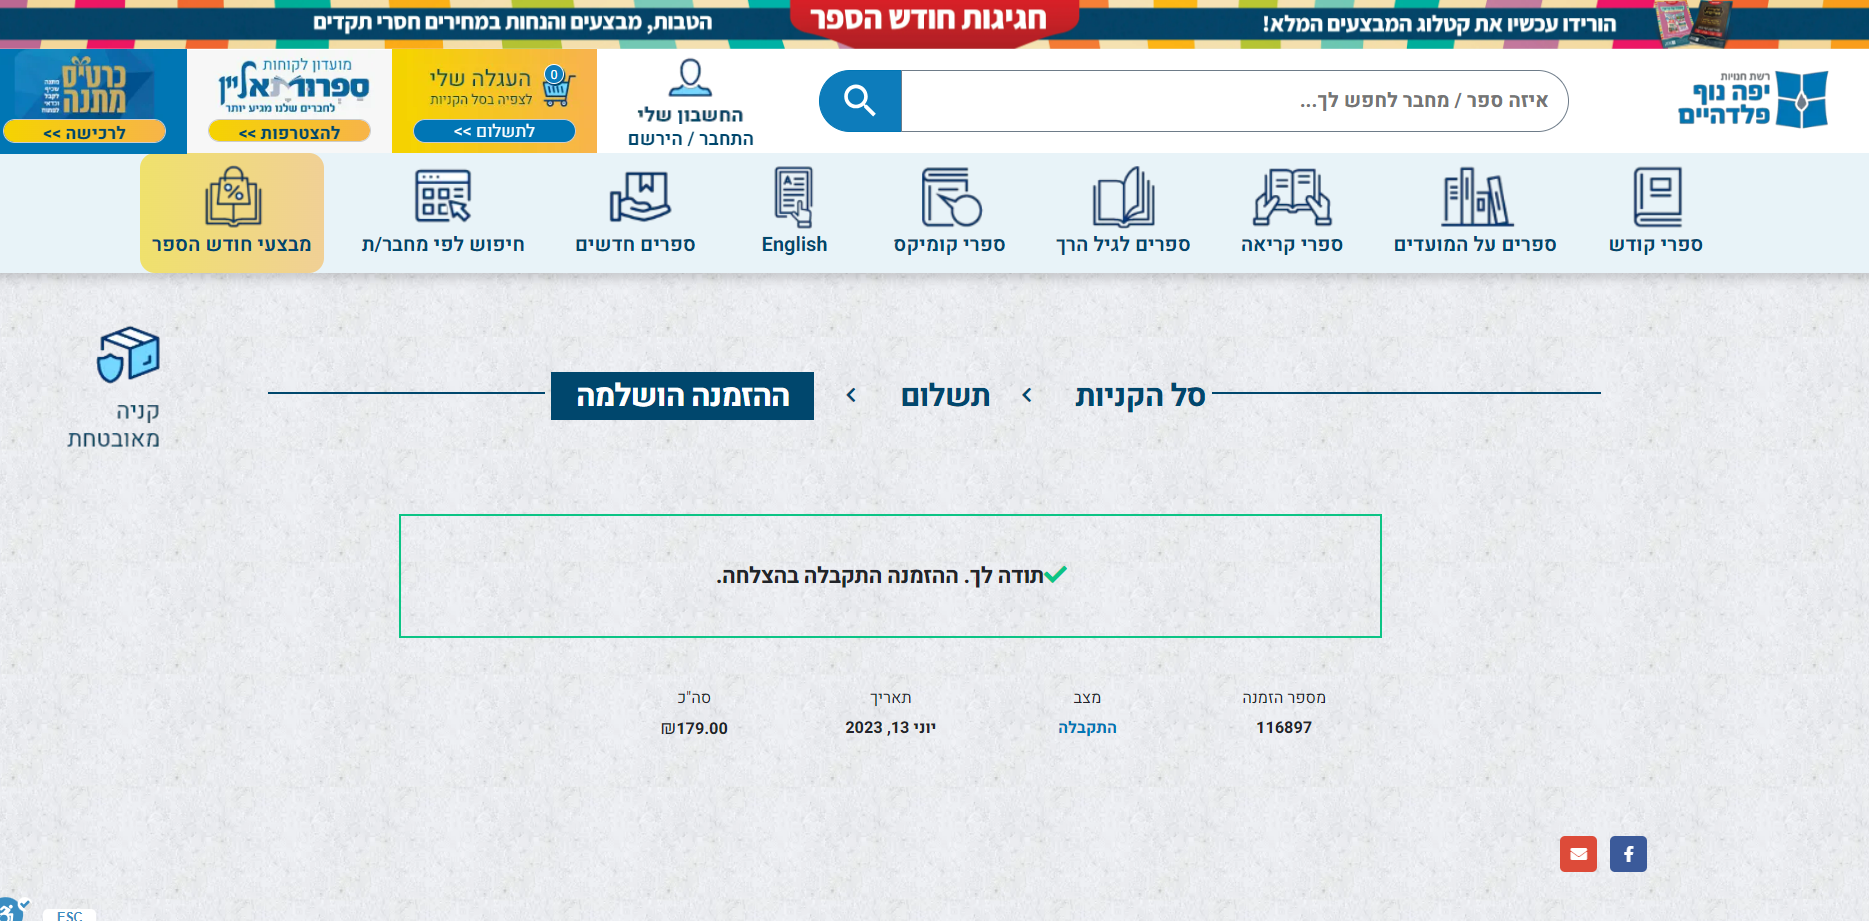 הורידו עכשיו את קטלוג המבצעים המלא!
חגיגות חודש הספר
הטבות, מבצעים והנחות במחירים חסרי תקדים
רשת חנויות
יפה נוף
פלדהיים
איזה ספר / מחבר לחפש לך...
החשבון שלי
התחבר / הירשם
0
העגלה שלי
לצפיה בסל הקניות
לתשלום >>
מועדון לקוחות
ספרותאליין
לחברים שלנו מגיע יותר
להצטרפות >>
כרטיס
מתנה
לרכישה >>
ספרי קודש
ספרים על המועדים
ספרי קריאה
ספרים לגיל הרך
ספרי קומיקס
English
ספרים חדשים
חיפוש לפי מחבר/ת
מבצעי חודש הספר
קניה
מאובטחת
סל הקניות
תשלום
ההזמנה הושלמה
תודה לך. ההזמנה התקבלה בהצלחה.
מספר הזמנה
116897
מצב
התקבלה
תאריך
יוני 13, 2023
סה"כ
₪179.00
ESC